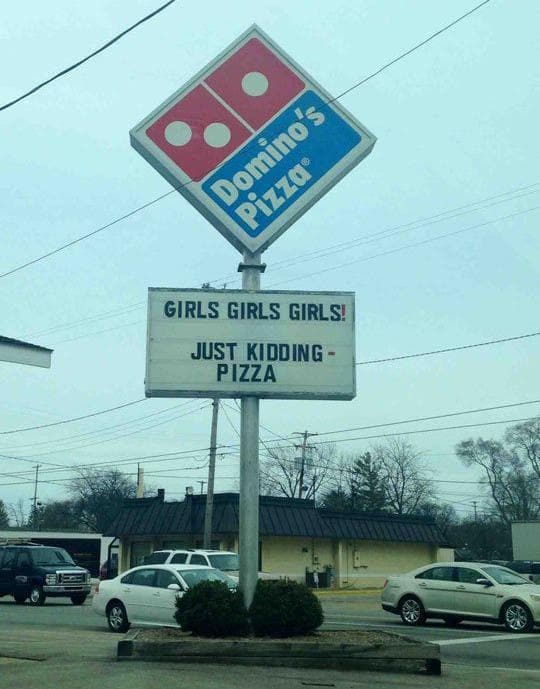 Domino's
Pizza®
GIRLS GIRLS GIRLS!
JUST KIDDING-
PIZZA